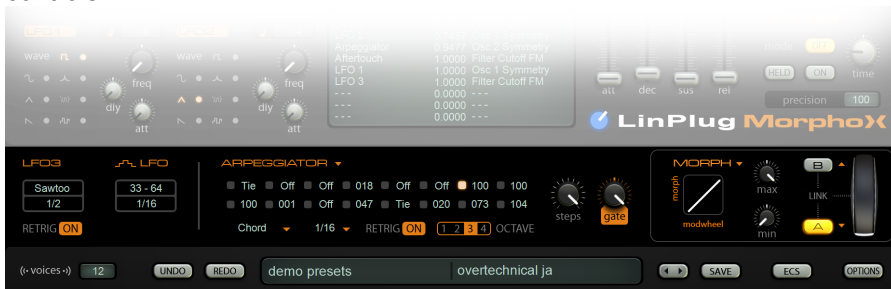 LFO1
wave
wave
freq
freq
dly
dly
att
att
Arpeggiator 0.9477 Osc 2 Symmetry
Aftertouch 1.0000 Filter Cutoff FM
LFO 1 1.0000 Osc 1 Symmetry
LFO 3 1.0000 Filter Cutoff FM
--- 0.0000 ---
--- 0.0000 ---
--- 0.0000 ---
att dec sus rel
HELD ON
time
precision 100
LinPlug MorphoX
LFO3 LFO
Sawtoo 33 - 64
1/2 1/16
RETRIG ON
ARPEGGIATOR
Tie Off Off 018 Off Off 100 100
100 001 Off 047 Tie 020 073 104
Chord 1/16 RETRIG ON 1 2 3 4 OCTAVE
steps
gate
MORPH
morph
modwheel
max
min
B
LINK
A
voices 12 UNDO REDO demo presets overtechnical ja SAVE ECS OPTIONS